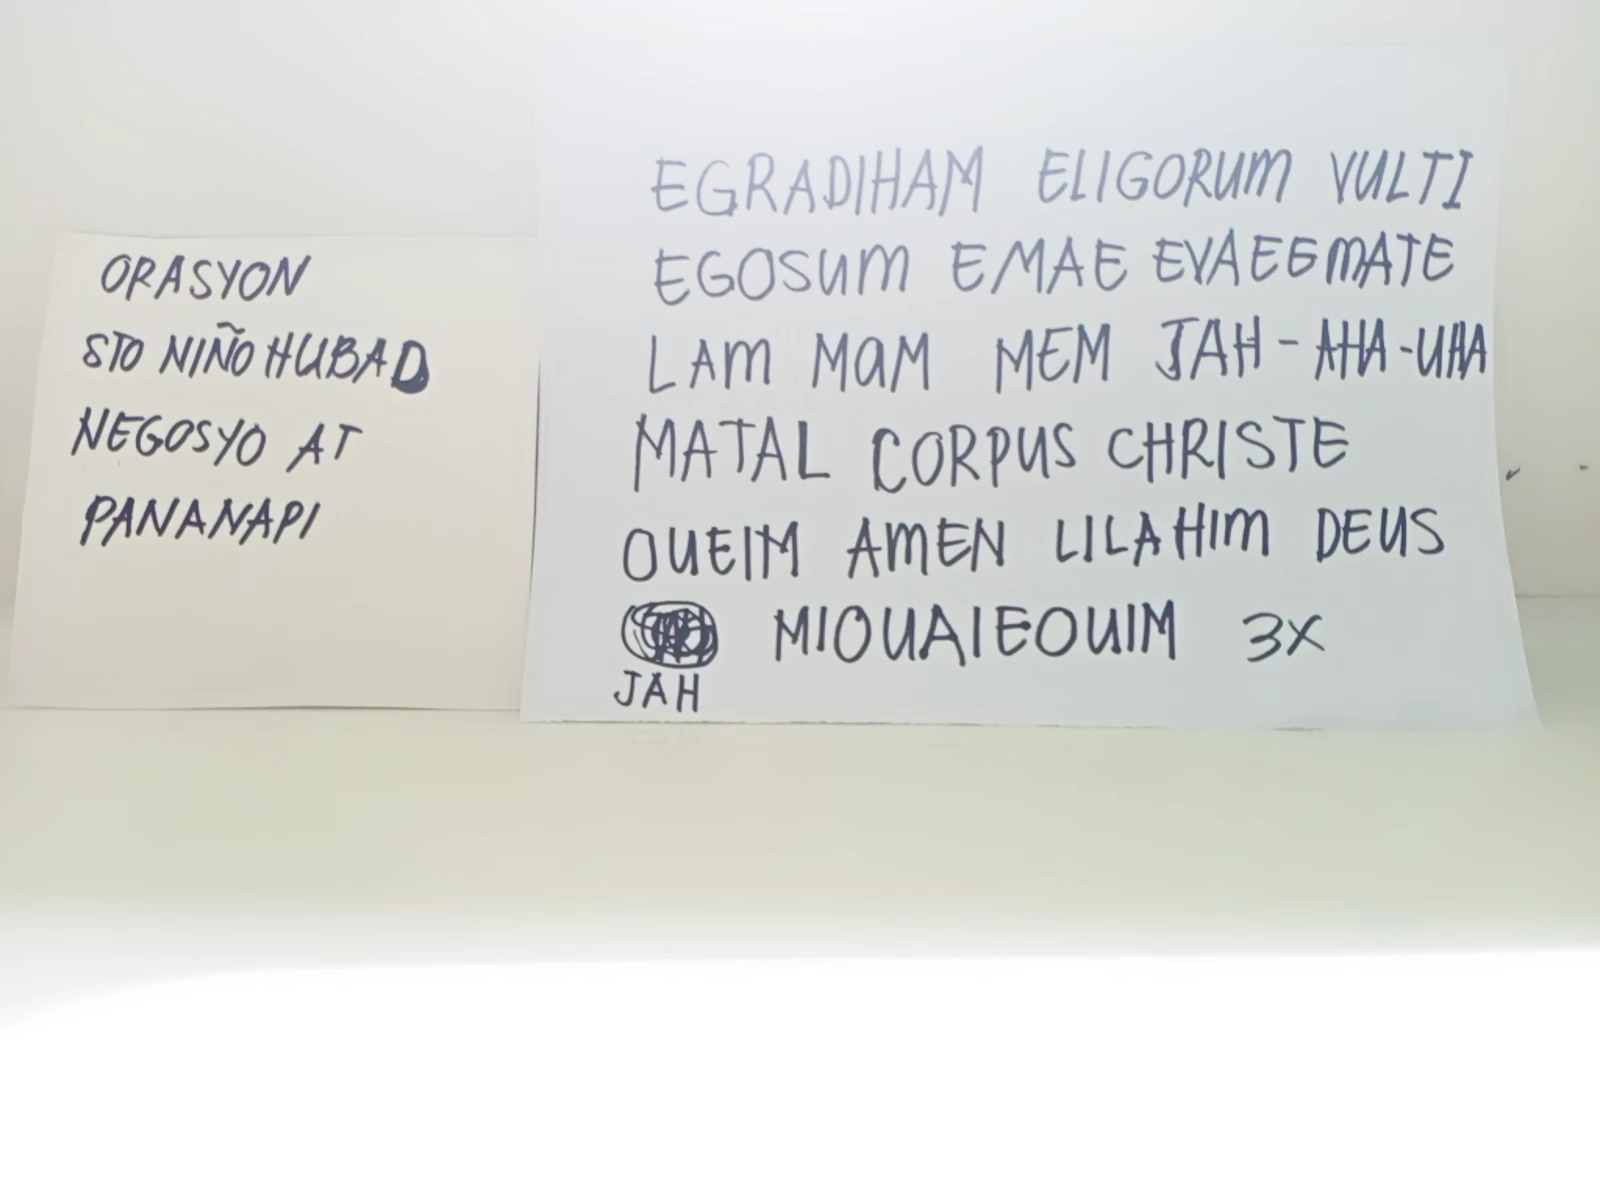 ORASYON
STO NIÑO HUBAD
NEGOSYO AT
PANANAPI
EGRADIHAM ELIGORUM VULTI
EGOSUM EMAE EVAEEMATE
LAM MAM MEM JAH-AHA-UHA
MATAL CORPUS CHRISTE
OUEIM AMEN LILAHIM DEUS
MIOUAIEOUIM 3X
JAH